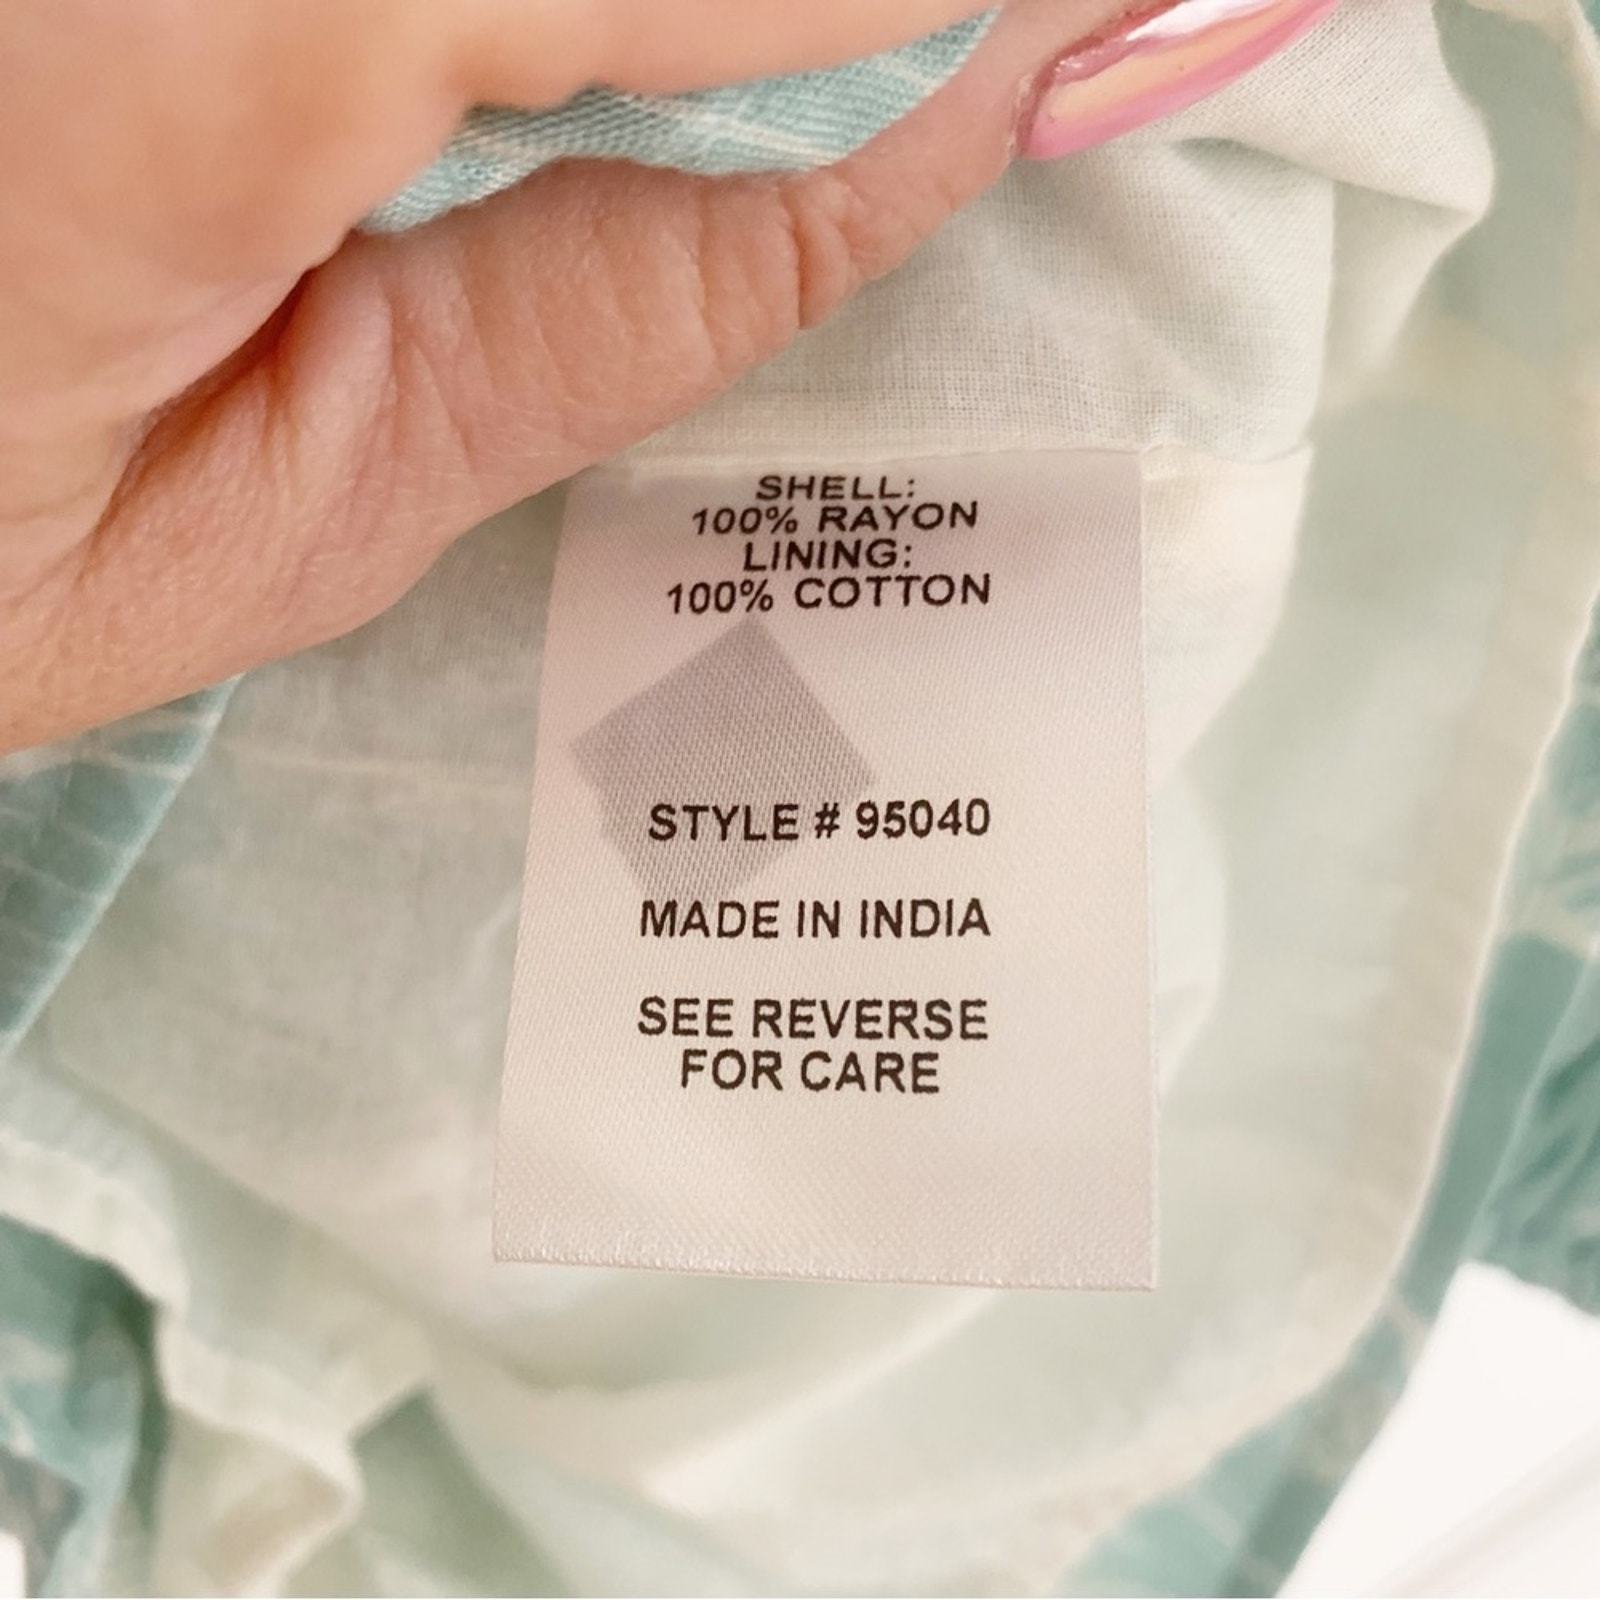 SHELL:
100% RAYON
LINING:
100% COTTON
STYLE # 95040
MADE IN INDIA
SEE REVERSE
FOR CARE